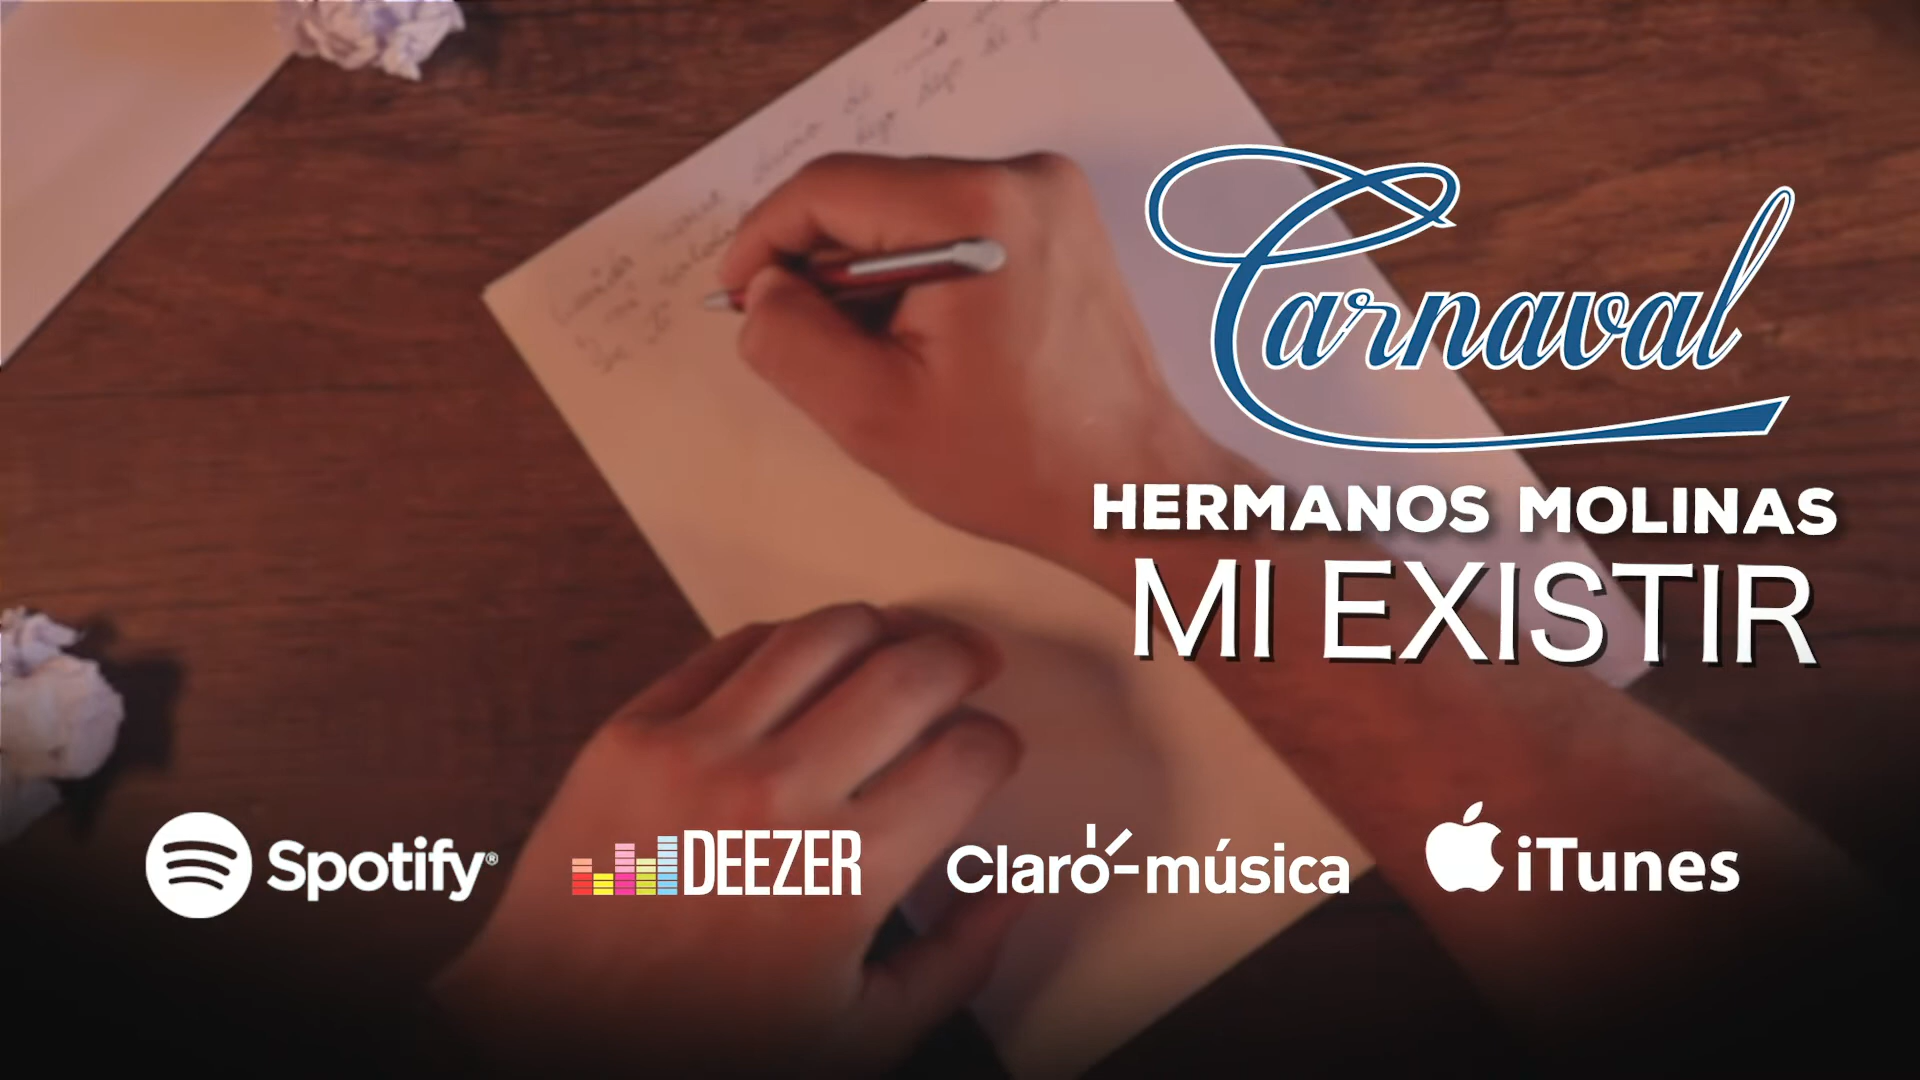 Carnaval
HERMANOS MOLINAS
MI EXISTIR
Spotify®
DEEZER
Claro música
iTunes